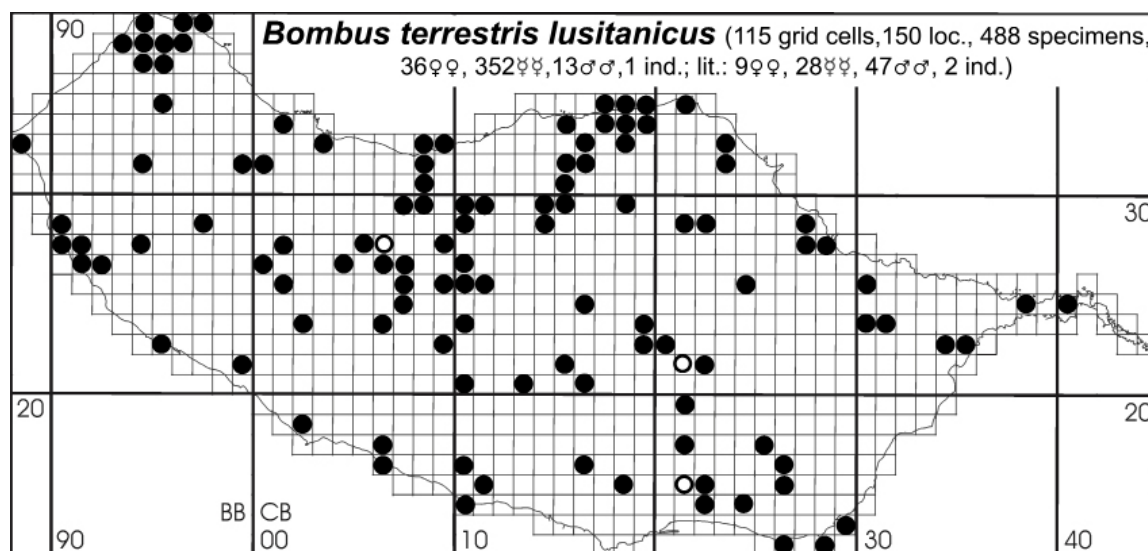 90
Bombus terrestris lusitanicus (115 grid cells,150 loc., 488 specimens,
36♀♀, 352☿☿,13♂♂,1 ind.; lit.: 9♀♀, 28☿☿, 47♂♂, 2 ind.)
30
20
20
BB CB
90 00 10 30 40